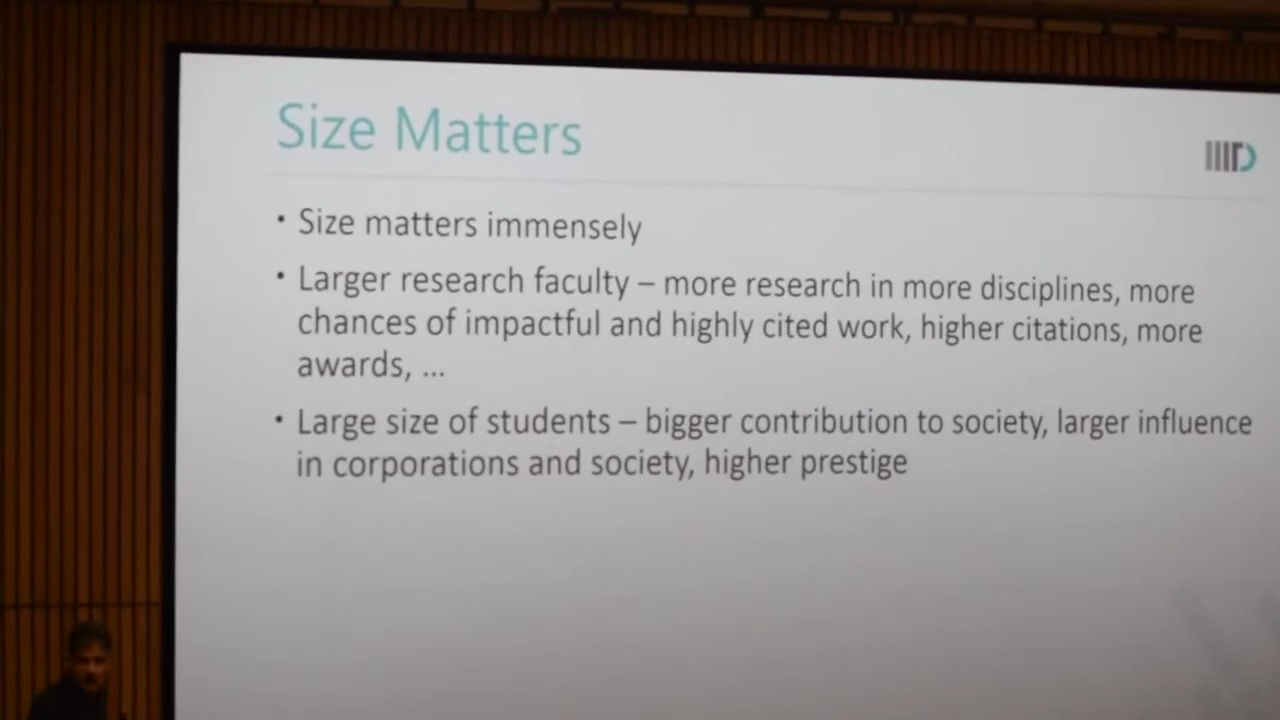 Size Matters
IIITD
• Size matters immensely
• Larger research faculty – more research in more disciplines, more
chances of impactful and highly cited work, higher citations, more
awards, ...
• Large size of students – bigger contribution to society, larger influence
in corporations and society, higher prestige